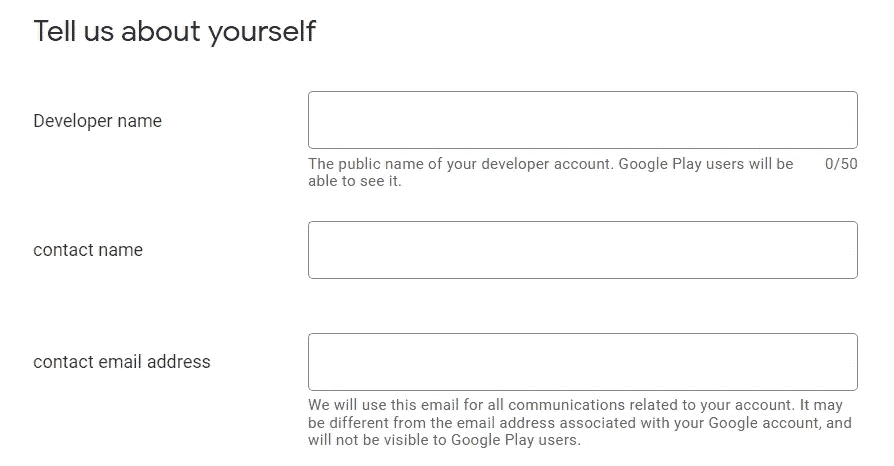 Tell us about yourself
Developer name
The public name of your developer account. Google Play users will be
able to see it.
0/50
contact name
contact email address
We will use this email for all communications related to your account. It may
be different from the email address associated with your Google account, and
will not be visible to Google Play users.